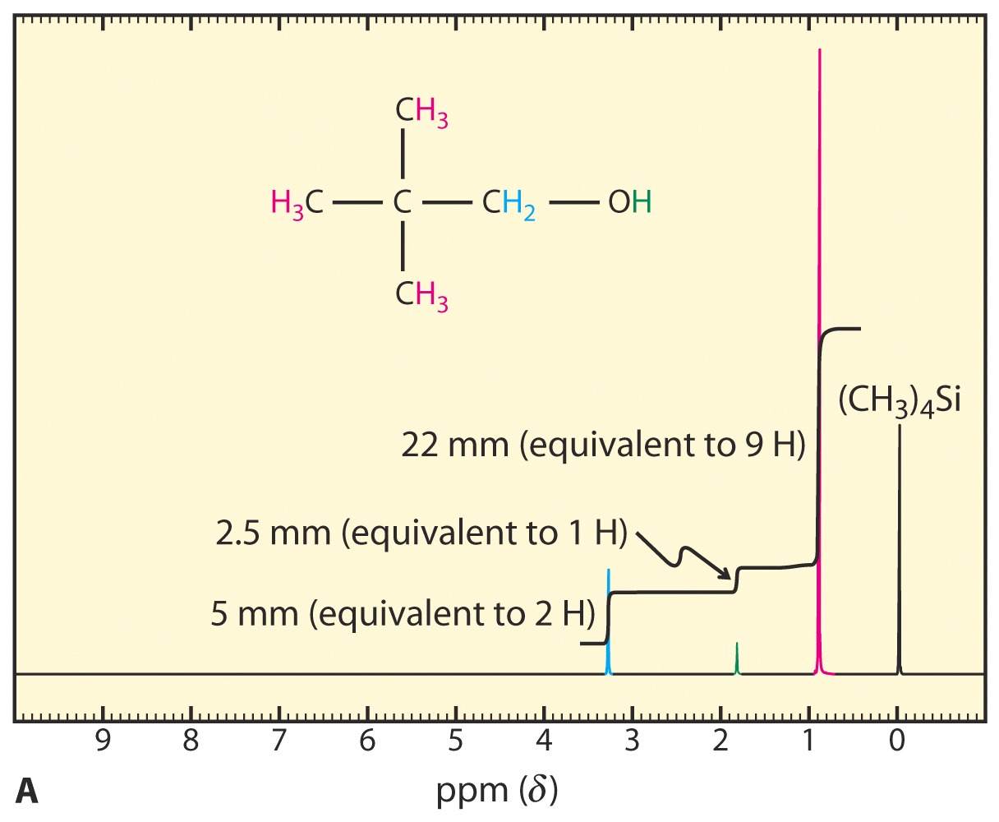 CH₃
H₃C — C — CH₂ — OH
CH₃
(CH₃)₄Si
22 mm (equivalent to 9 H)
2.5 mm (equivalent to 1 H)
5 mm (equivalent to 2 H)
9 8 7 6 5 4 3 2 1 0
A ppm (δ)